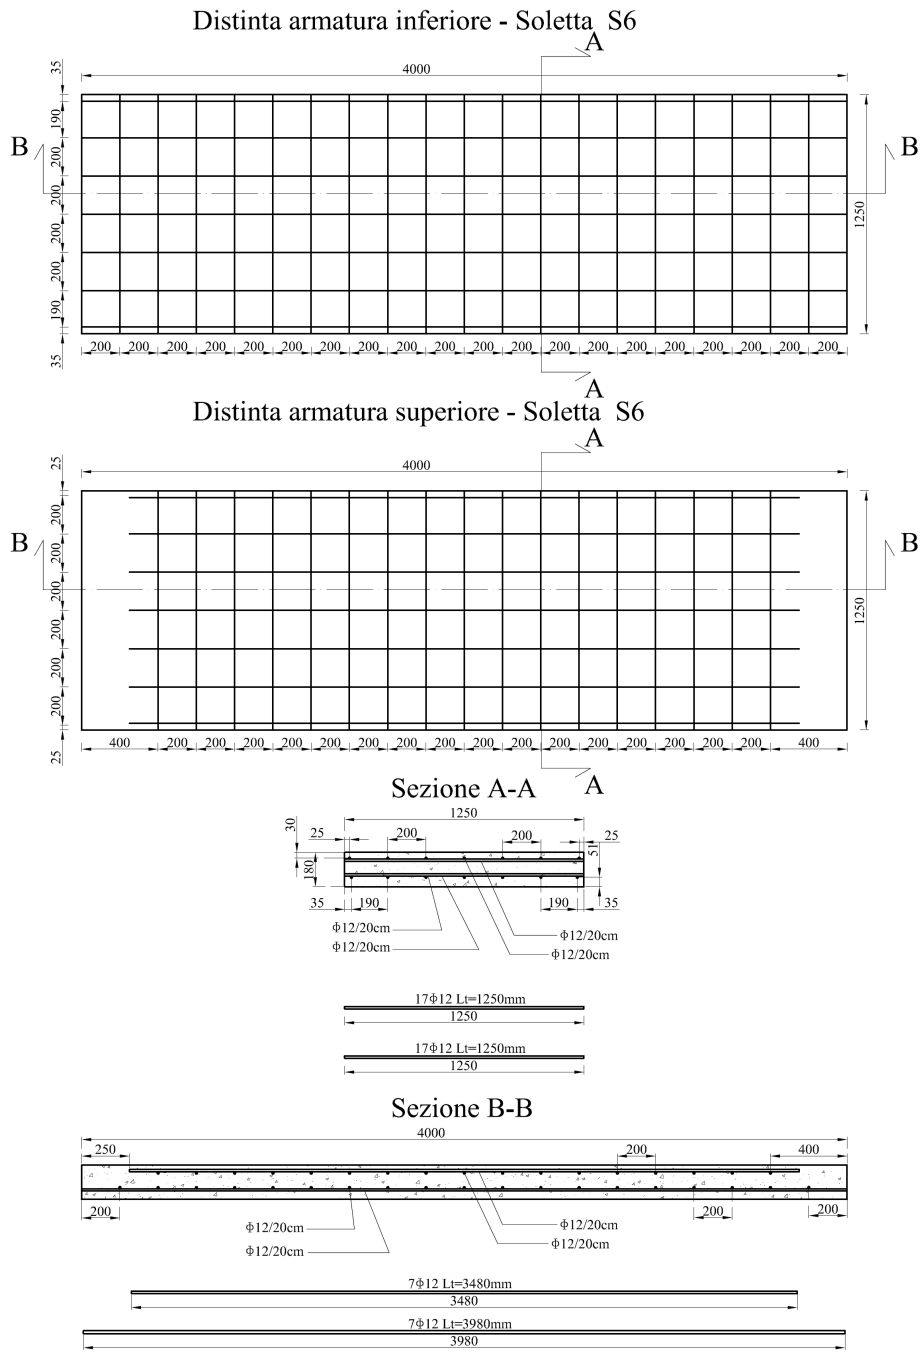 Distinta armatura inferiore - Soletta S6
A
4000
35
190
200
200
200
200
190
35
B
B
1250
200 200 200 200 200 200 200 200 200 200 200 200 200 200 200 200 200 200 200 200
A
Distinta armatura superiore - Soletta S6
A
4000
25
200
200
200
200
200
200
25
B
B
1250
400 200 200 200 200 200 200 200 200 200 200 200 200 200 200 200 200 400
A
Sezione A-A
1250
30
25 200 200 25
180
51
35 190 190 35
ϕ12/20cm
ϕ12/20cm
ϕ12/20cm
ϕ12/20cm
17ϕ12 Lt=1250mm
1250
17ϕ12 Lt=1250mm
1250
Sezione B-B
4000
250 200 400
200 200 200
ϕ12/20cm
ϕ12/20cm
ϕ12/20cm
ϕ12/20cm
7ϕ12 Lt=3480mm
3480
7ϕ12 Lt=3980mm
3980